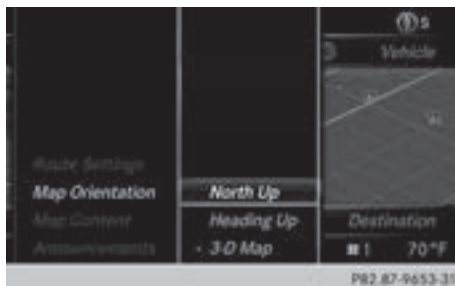 S
Vehicle
Route Settings
Map Orientation
North Up
Map Content
Heading Up
Destination
Announcements
3-D Map
1
70°F
P82.87-9653-31